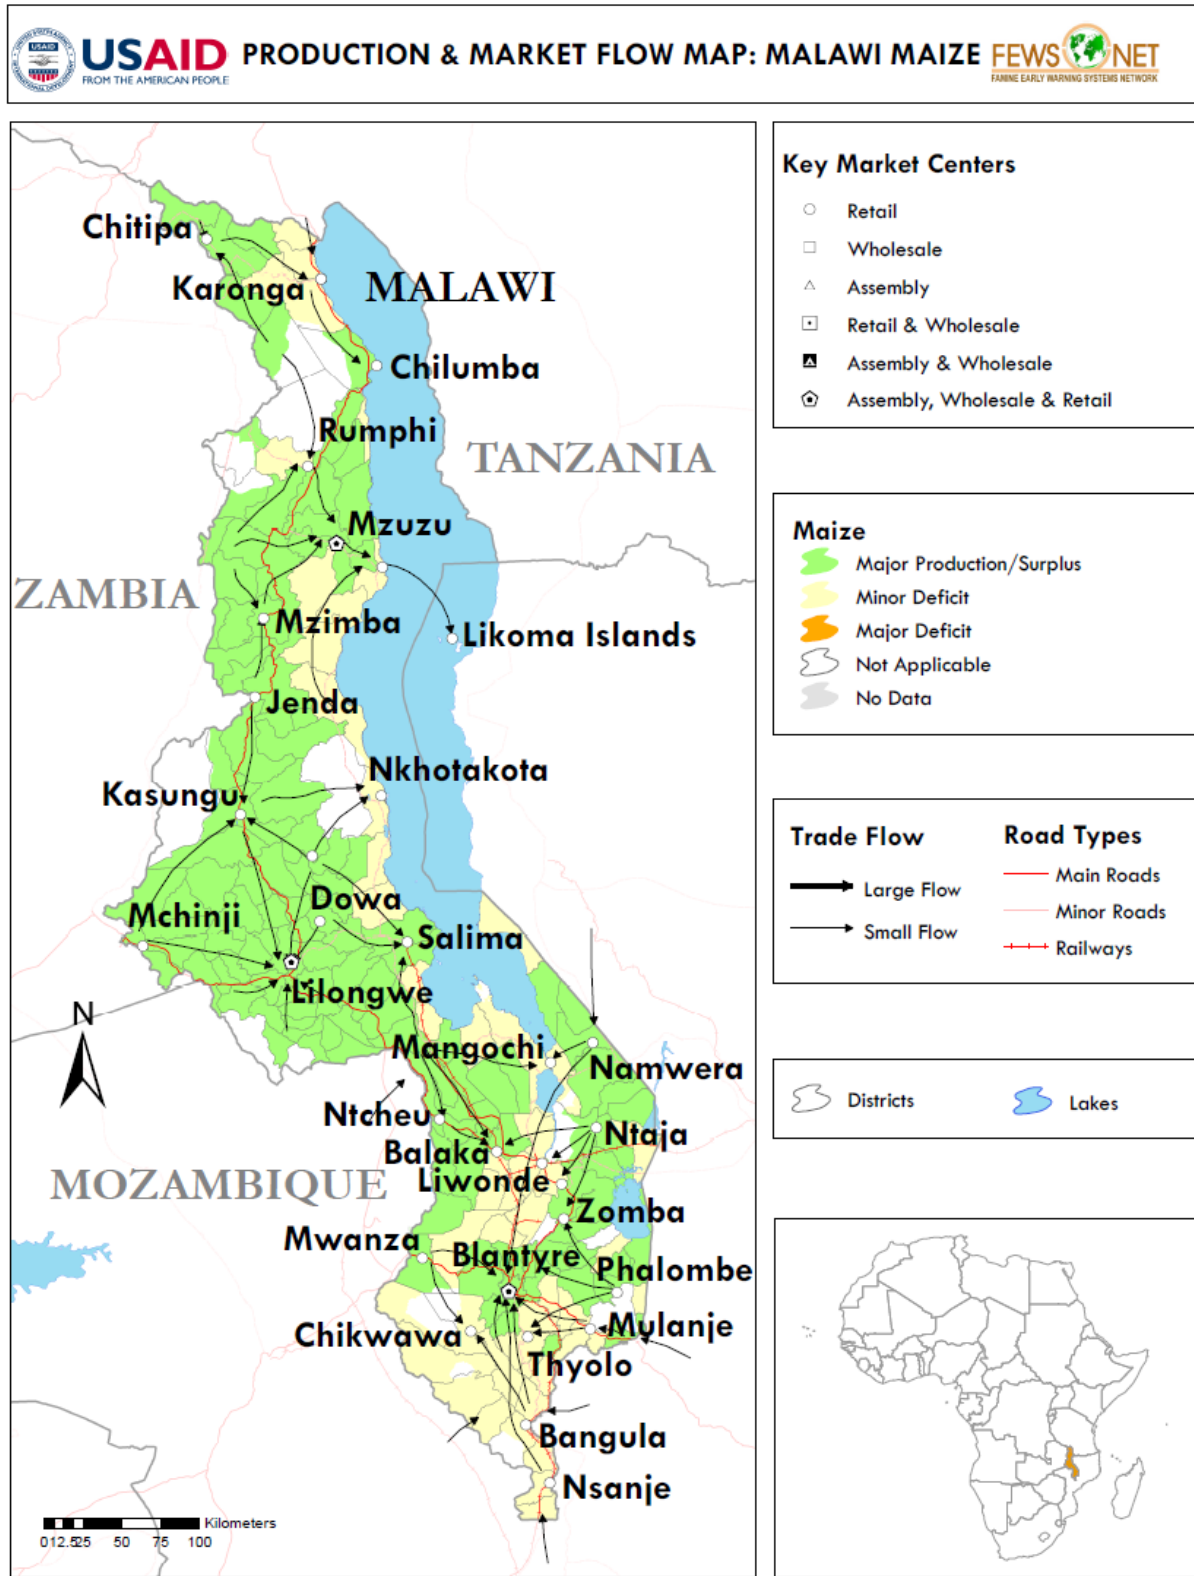 USAID
USAID
FROM THE AMERICAN PEOPLE
PRODUCTION & MARKET FLOW MAP: MALAWI MAIZE
FEWS NET
FAMINE EARLY WARNING SYSTEMS NETWORK
Chitipa
Karonga
MALAWI
Chilumba
Rumphi
TANZANIA
Mzuzu
ZAMBIA
Mzimba
Likoma Islands
Jenda
Nkhotakota
Kasungu
Dowa
Mchinji
Salima
Lilongwe
N
Mangochi
Namwera
Ntcheu
Ntaja
Balaka
Liwonde
MOZAMBIQUE
Zomba
Mwanza
Blantyre
Phalombe
Chikwawa
Mulanje
Thyolo
Bangula
Nsanje
Kilometers
0 12.5 25 50 75 100
Key Market Centers
Retail
Wholesale
Assembly
Retail & Wholesale
Assembly & Wholesale
Assembly, Wholesale & Retail
Maize
Major Production/Surplus
Minor Deficit
Major Deficit
Not Applicable
No Data
Trade Flow
Large Flow
Small Flow
Road Types
Main Roads
Minor Roads
Railways
Districts
Lakes